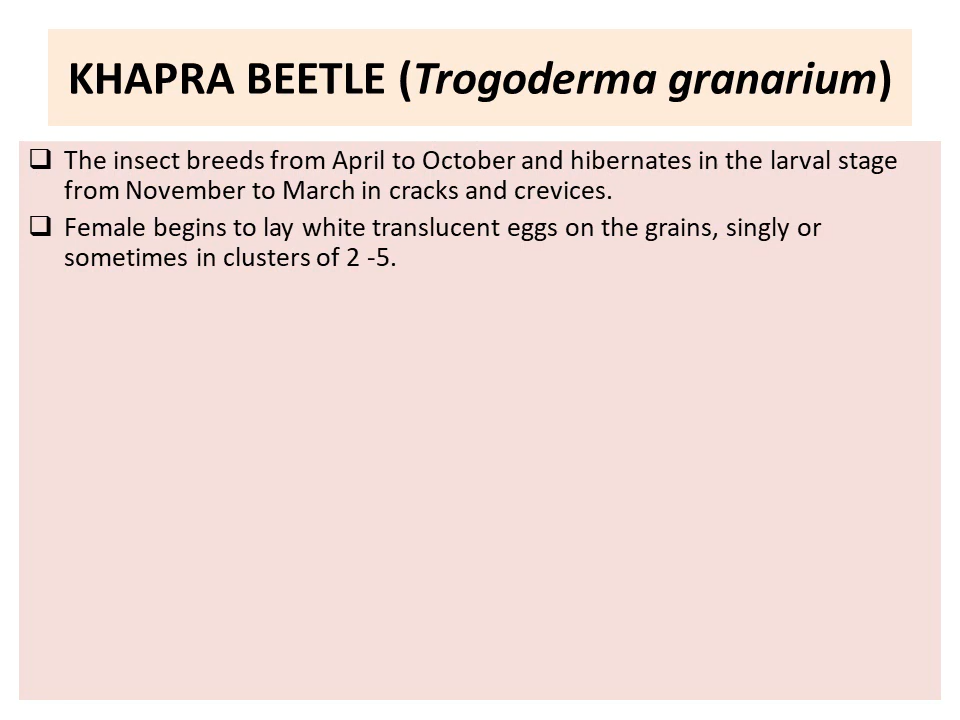 KHAPRA BEETLE (Trogoderma granarium)
❑ The insect breeds from April to October and hibernates in the larval stage
from November to March in cracks and crevices.
❑ Female begins to lay white translucent eggs on the grains, singly or
sometimes in clusters of 2 -5.